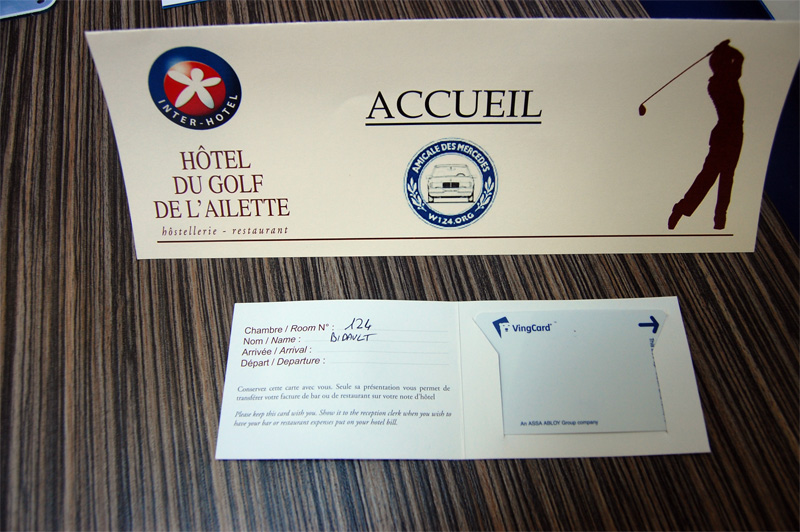 INTER-HOTEL
HÔTEL
DU GOLF
DE L'AILETTE
hôstellerie - restaurant
ACCUEIL
AMICALE DES MERCEDES
W124.ORG
Chambre / Room N° : 124
Nom / Name : BIDAULT
Arrivée / Arrival :
Départ / Departure :
Conservez cette carte avec vous. Seule sa présentation vous permet de
transférer votre facture de bar ou de restaurant sur votre note d'hôtel
Please keep this card with you. Show it to the reception clerk when you wish to
have your bar or restaurant expenses put on your hotel bill.
VingCard
An ASSA ABLOY Group company